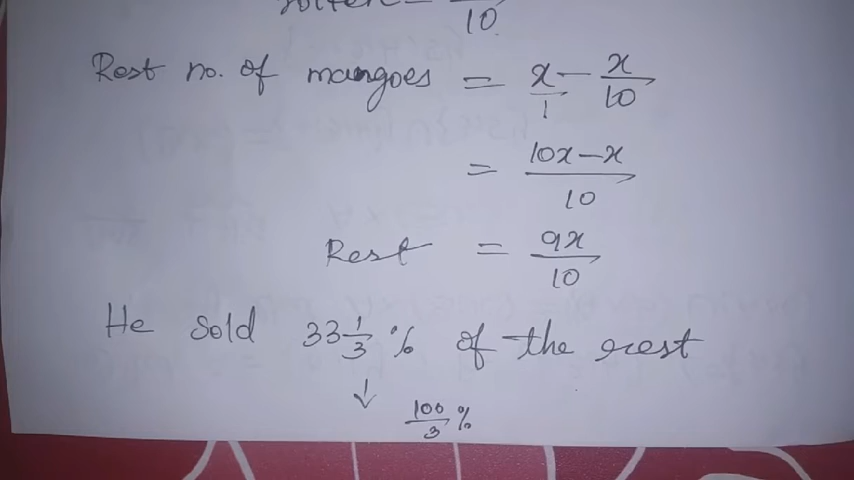 10
Rest no. of mangoes = x/1 - x/10
= 10x-x/10
Rest = 9x/10
He sold 33 1/3 % of the rest
↓ 100/3 %